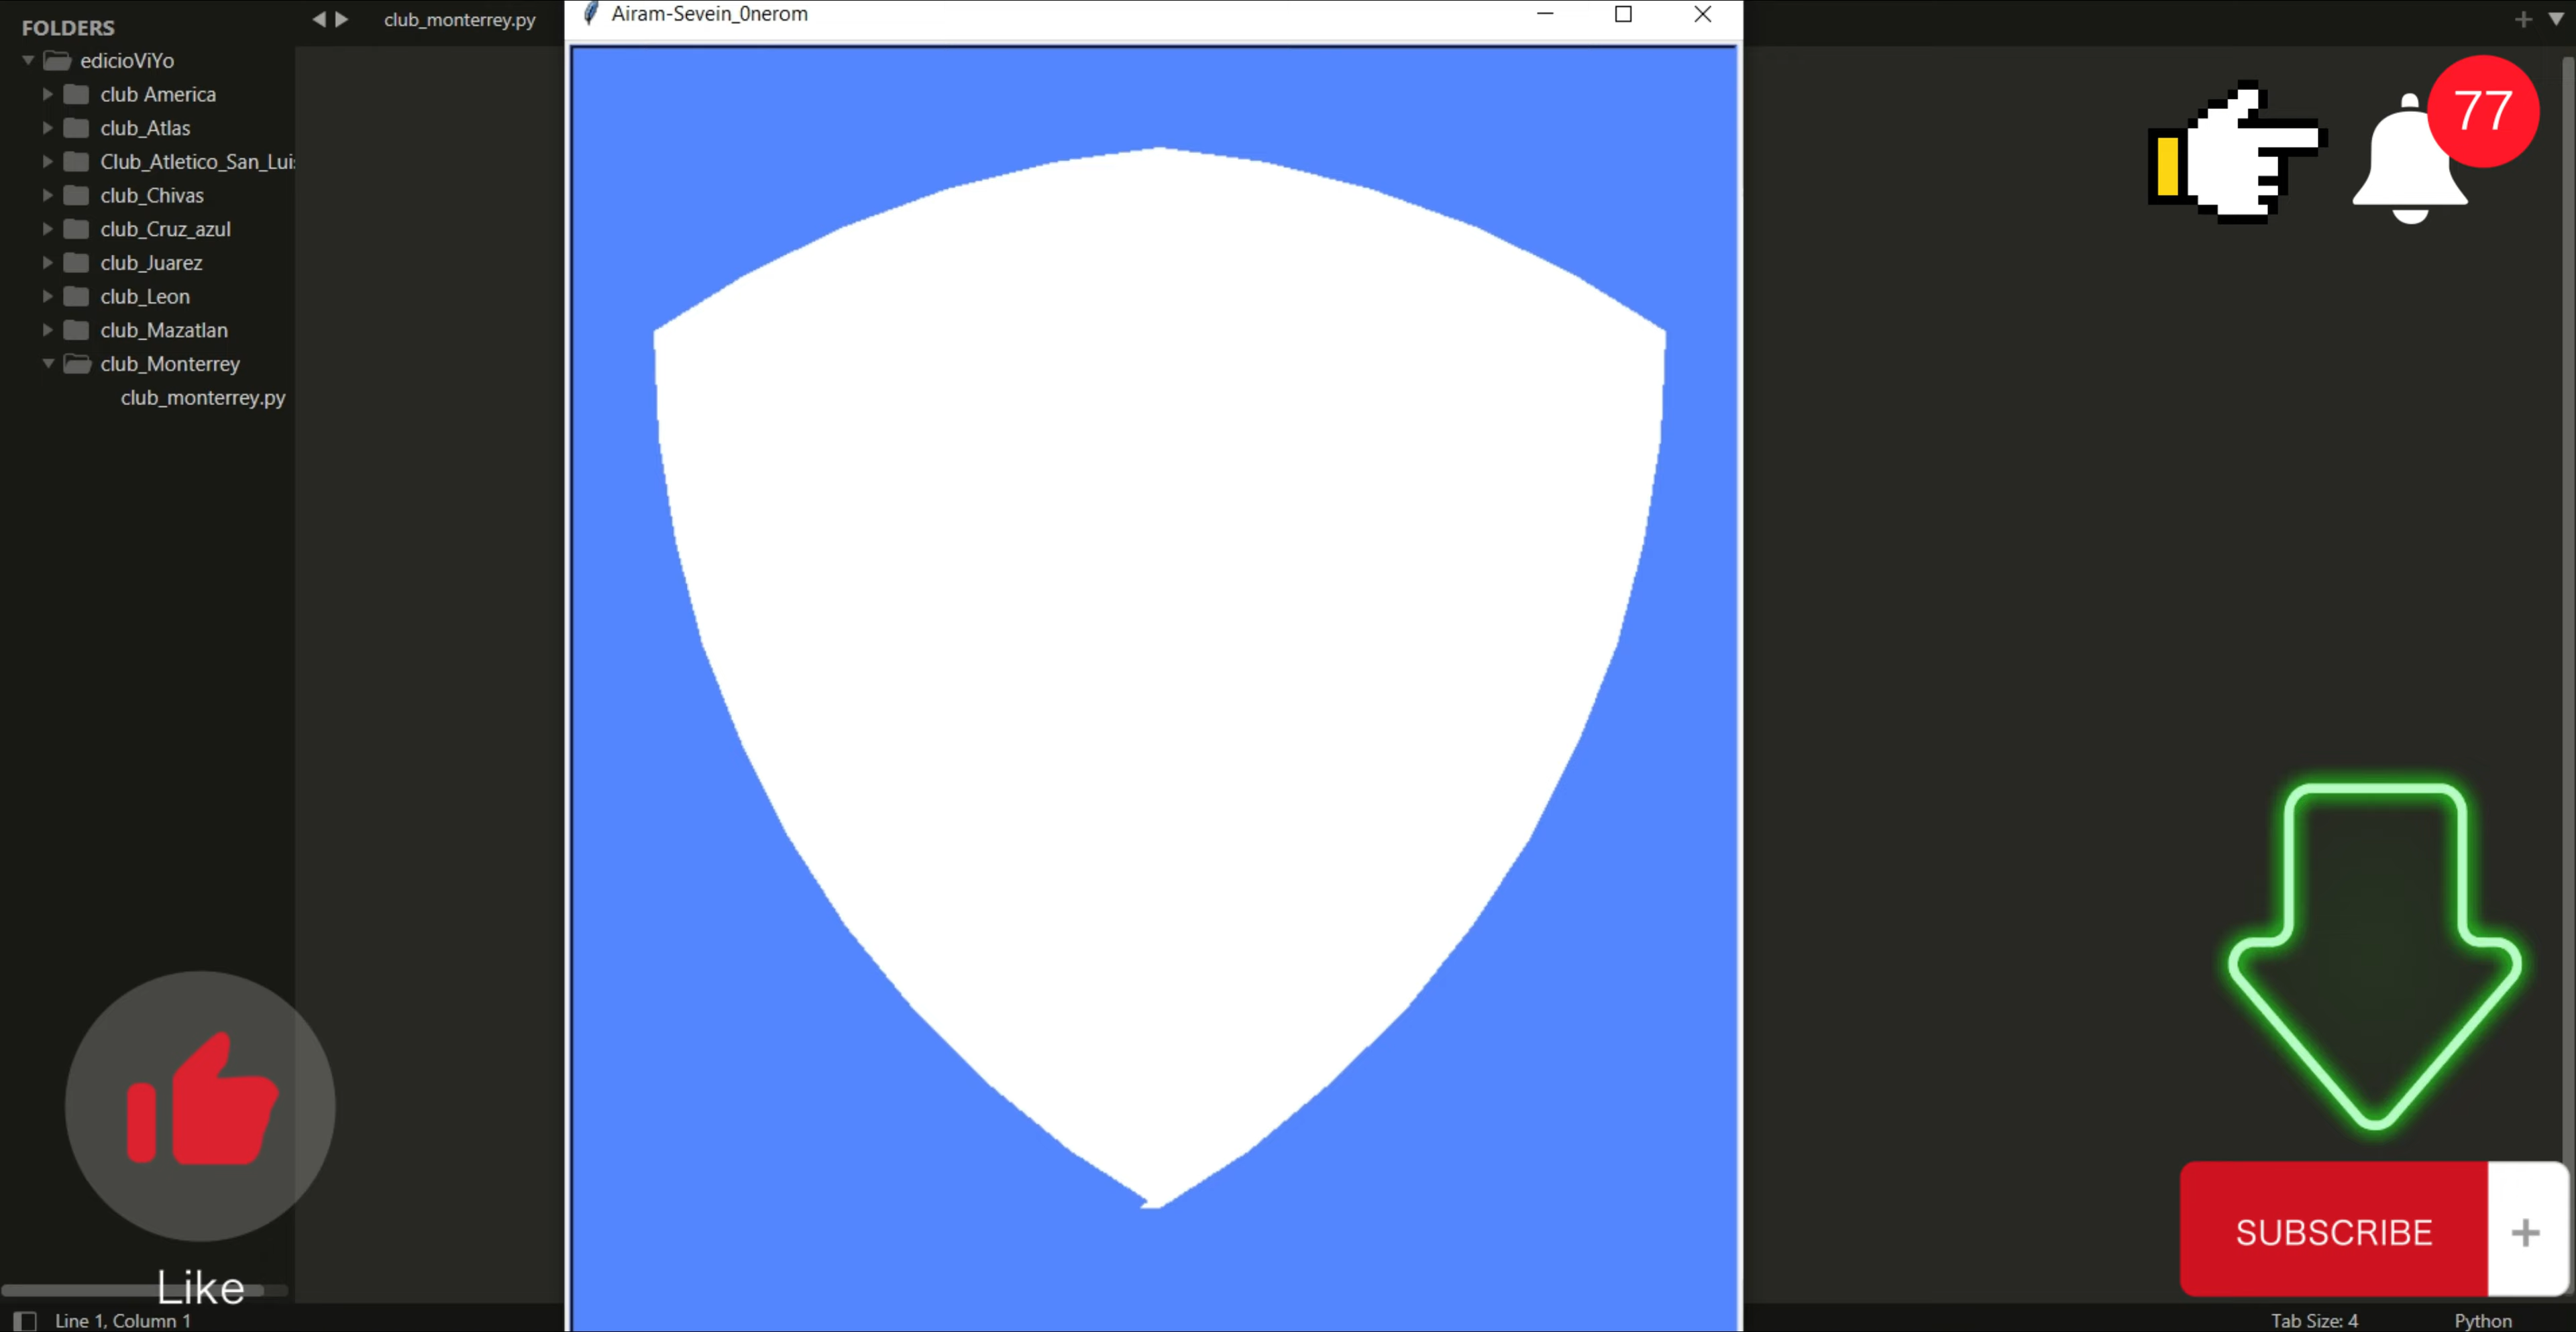 FOLDERS
edicioViYo
club America
club_Atlas
Club_Atletico_San_Luis
club_Chivas
club_Cruz_azul
club_Juarez
club_Leon
club_Mazatlan
club_Monterrey
club_monterrey.py
club_monterrey.py
Airam-Sevein_0nerom
77
Like
SUBSCRIBE
+
Line 1, Column 1
Tab Size: 4
Python